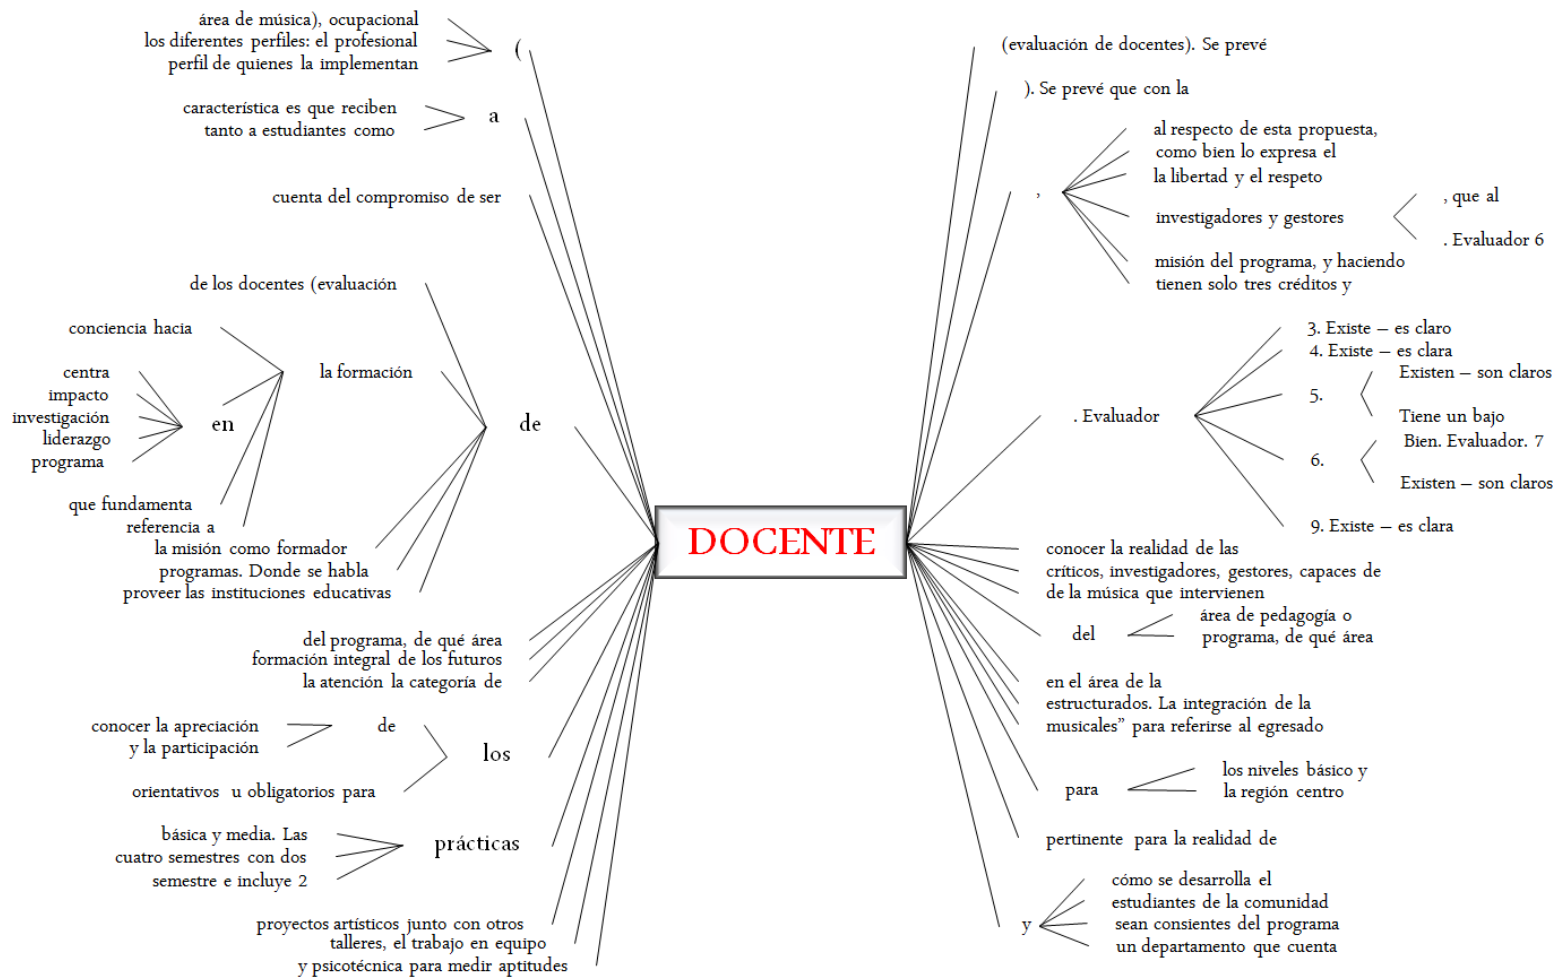 área de música), ocupacional
los diferentes perfiles: el profesional
perfil de quienes la implementan
(
característica es que reciben
tanto a estudiantes como
a
cuenta del compromiso de ser
de los docentes (evaluación
conciencia hacia
la formación
centra
impacto
investigación
liderazgo
programa
en
de
que fundamenta
referencia a
la misión como formador
programas. Donde se habla
proveer las instituciones educativas
DOCENTE
del programa, de qué área
formación integral de los futuros
la atención la categoría de
conocer la apreciación
y la participación
de
los
orientativos u obligatorios para
básica y media. Las
cuatro semestres con dos
semestre e incluye 2
prácticas
proyectos artísticos junto con otros
talleres, el trabajo en equipo
y psicotécnica para medir aptitudes
(evaluación de docentes). Se prevé
). Se prevé que con la
,
al respecto de esta propuesta,
como bien lo expresa el
la libertad y el respeto
investigadores y gestores
, que al
. Evaluador 6
misión del programa, y haciendo
tienen solo tres créditos y
. Evaluador
3. Existe – es claro
4. Existe – es clara
5.
Existen – son claros
Tiene un bajo
6.
Bien. Evaluador. 7
Existen – son claros
9. Existe – es clara
conocer la realidad de las
críticos, investigadores, gestores, capaces de
de la música que intervienen
del
área de pedagogía o
programa, de qué área
en el área de la
estructurados. La integración de la
musicales” para referirse al egresado
para
los niveles básico y
la región centro
pertinente para la realidad de
y
cómo se desarrolla el
estudiantes de la comunidad
sean consientes del programa
un departamento que cuenta